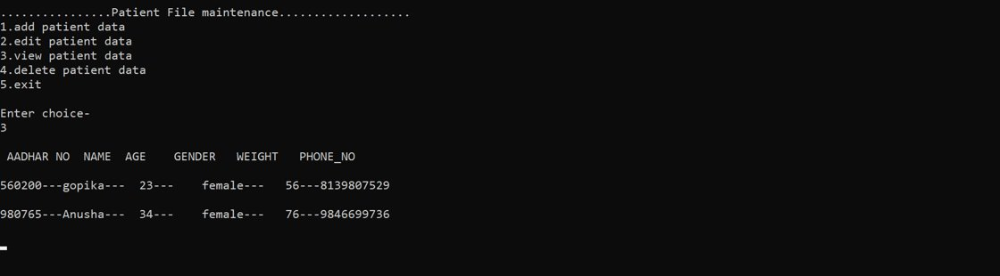 ................Patient File maintenance...................
1.add patient data
2.edit patient data
3.view patient data
4.delete patient data
5.exit
Enter choice-
3
AADHAR NO  NAME  AGE    GENDER   WEIGHT   PHONE_NO
560200---gopika---  23---    female---   56---8139807529
980765---Anusha---  34---    female---   76---9846699736